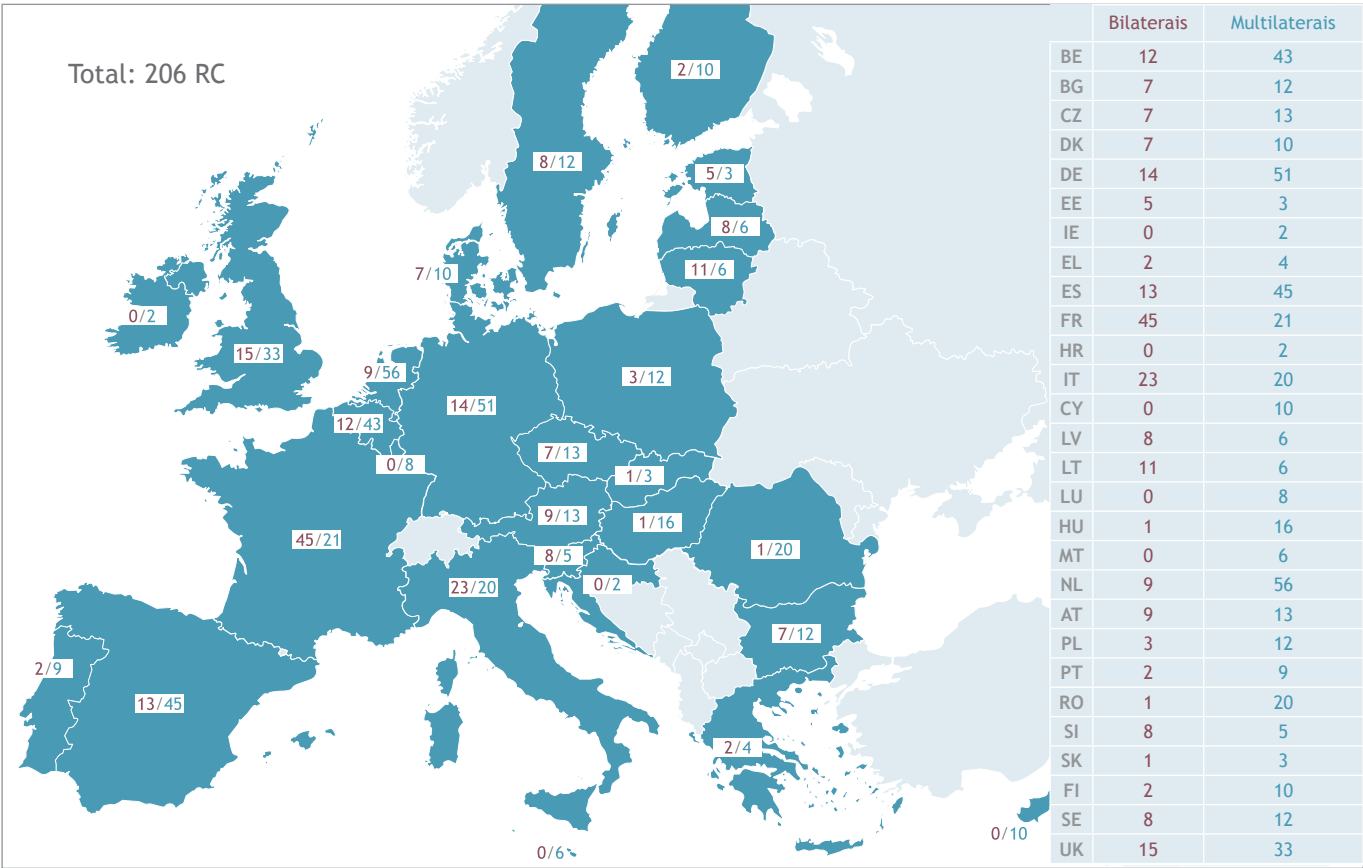 Total: 206 RC
2/10
8/12
5/3
8/6
11/6
7/10
0/2
15/33
9/56
3/12
14/51
12/43
7/13
0/8
1/3
9/13
1/16
45/21
1/20
8/5
23/20
0/2
7/12
2/9
13/45
2/4
0/10
0/6
Bilaterais Multilaterais
BE 12 43
BG 7 12
CZ 7 13
DK 7 10
DE 14 51
EE 5 3
IE 0 2
EL 2 4
ES 13 45
FR 45 21
HR 0 2
IT 23 20
CY 0 10
LV 8 6
LT 11 6
LU 0 8
HU 1 16
MT 0 6
NL 9 56
AT 9 13
PL 3 12
PT 2 9
RO 1 20
SI 8 5
SK 1 3
FI 2 10
SE 8 12
UK 15 33